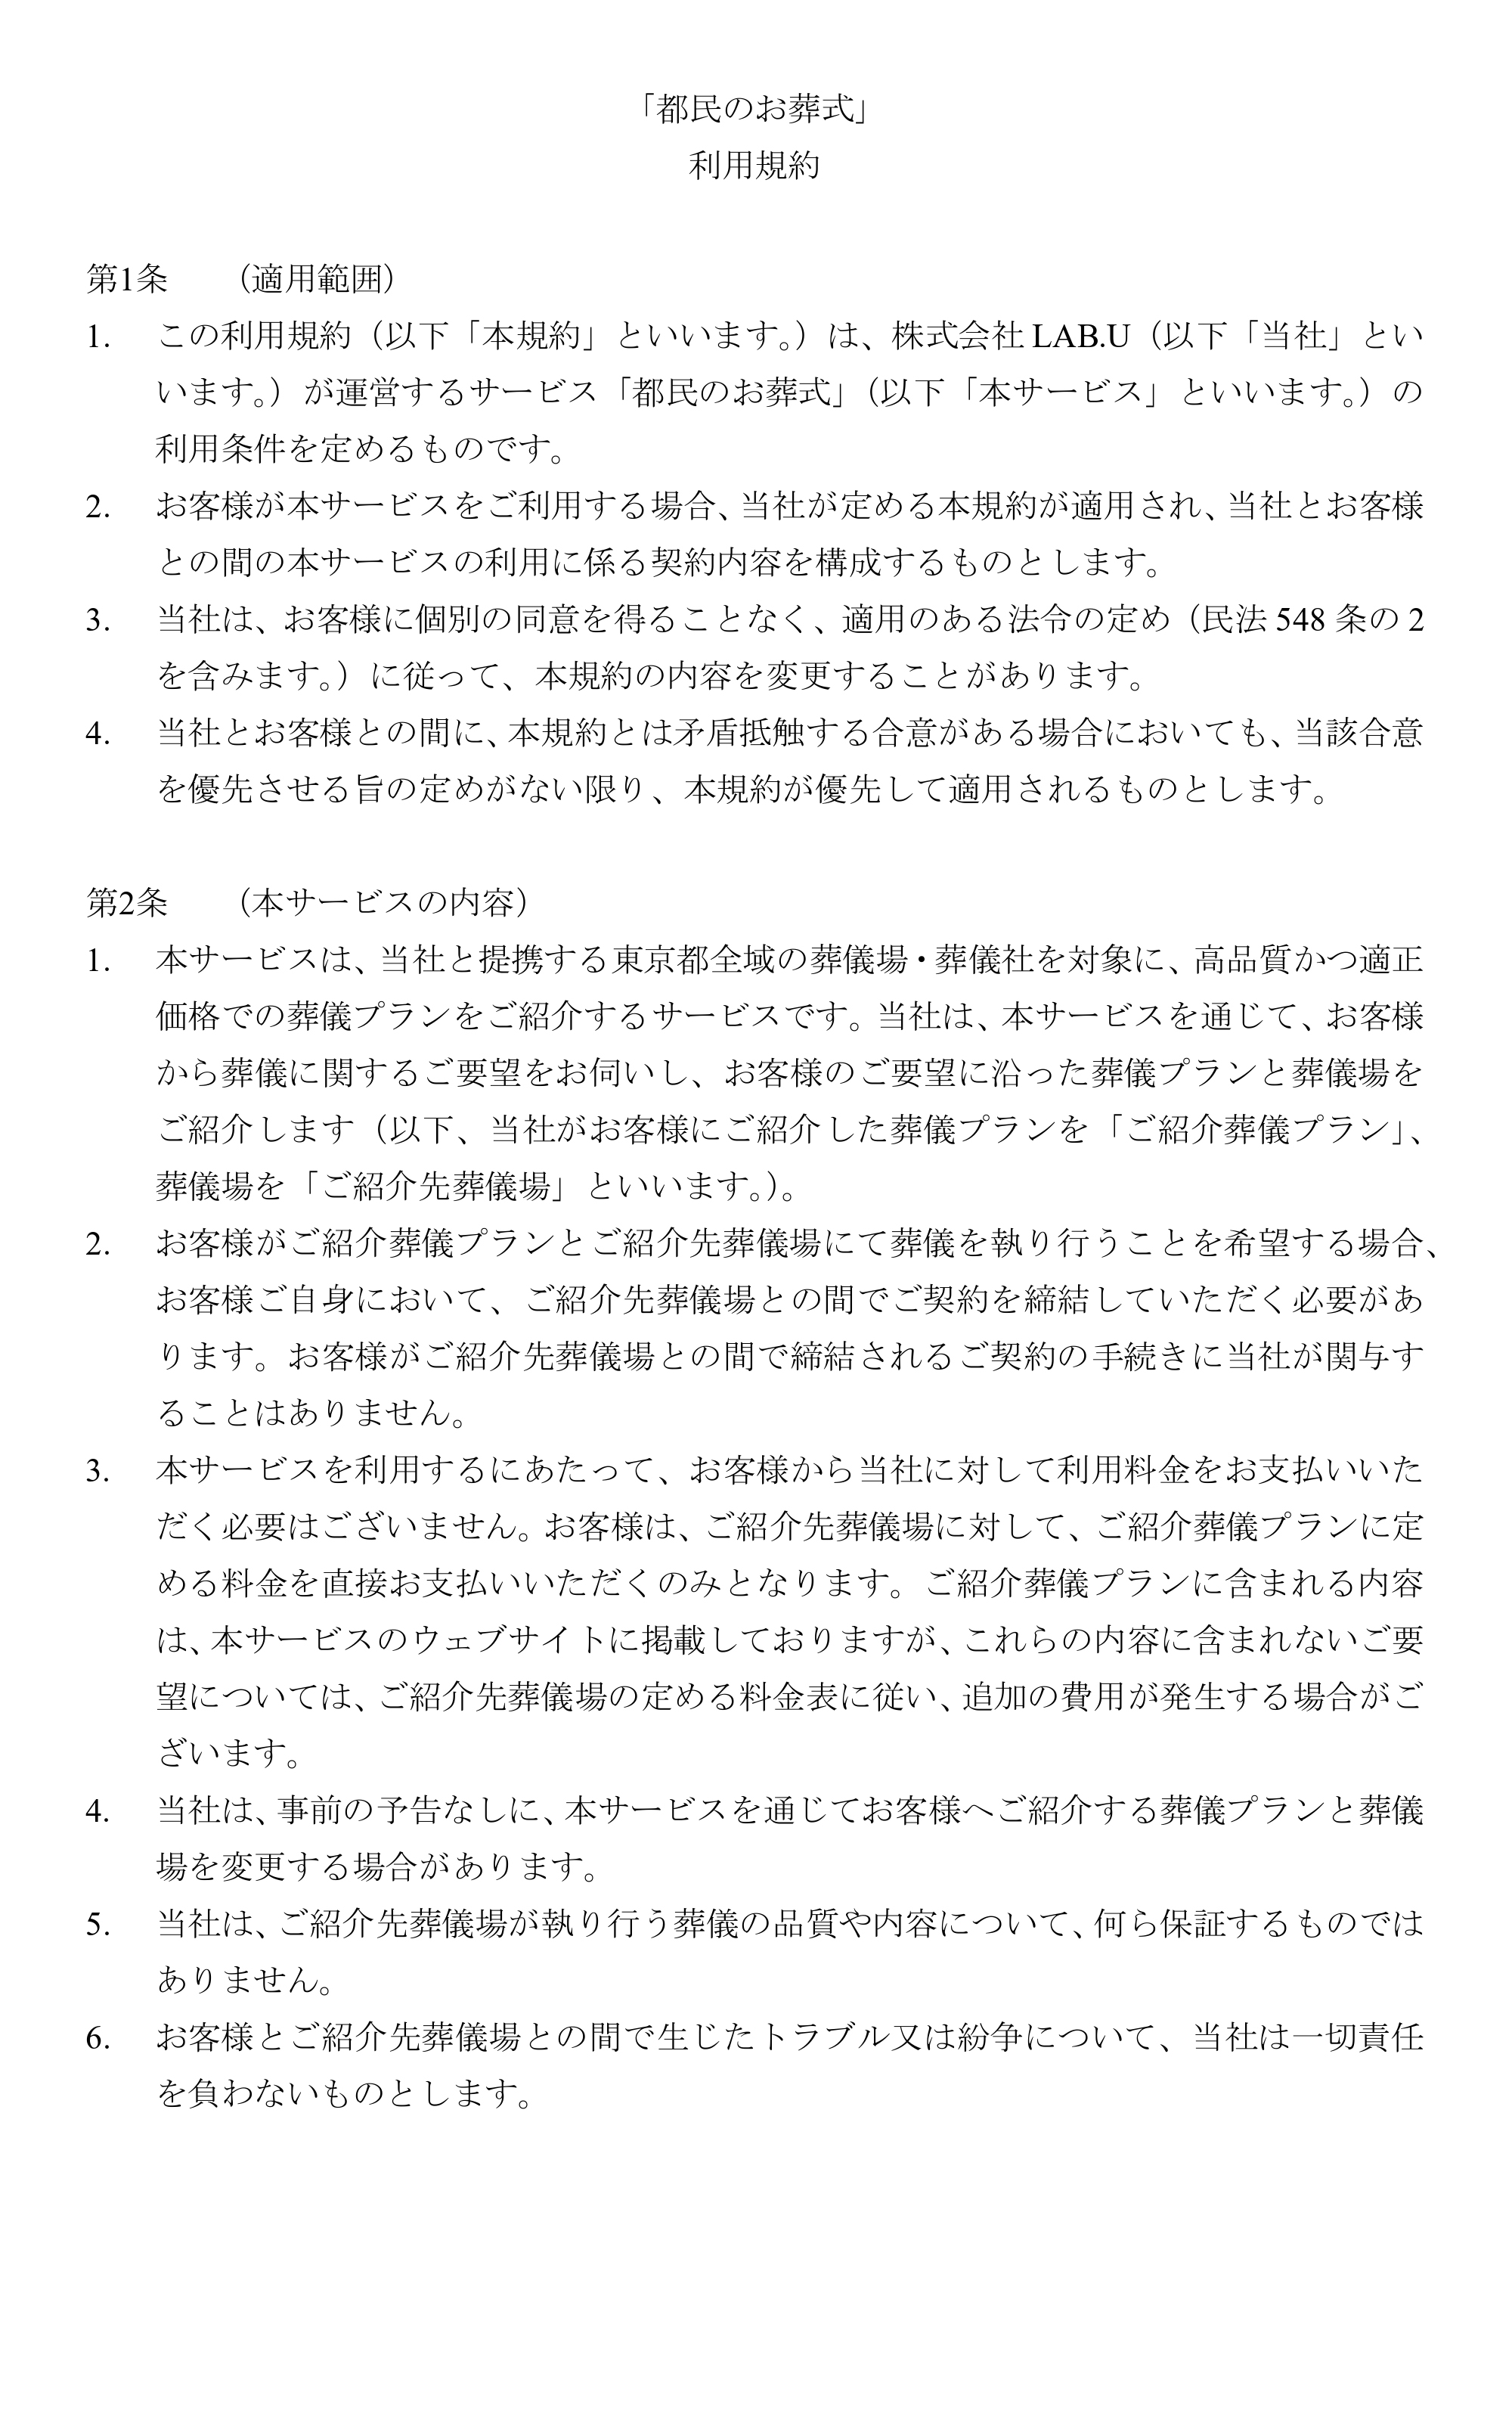 「都民のお葬式」
利用規約
第1条　　（適用範囲）
1.　この利用規約（以下「本規約」といいます。）は、株式会社 LAB.U（以下「当社」とい
います。）が運営するサービス「都民のお葬式」（以下「本サービス」といいます。）の
利用条件を定めるものです。
2.　お客様が本サービスをご利用する場合、当社が定める本規約が適用され、当社とお客様
との間の本サービスの利用に係る契約内容を構成するものとします。
3.　当社は、お客様に個別の同意を得ることなく、適用のある法令の定め（民法 548 条の 2
を含みます。）に従って、本規約の内容を変更することがあります。
4.　当社とお客様との間に、本規約とは矛盾抵触する合意がある場合においても、当該合意
を優先させる旨の定めがない限り、本規約が優先して適用されるものとします。
第2条　　（本サービスの内容）
1.　本サービスは、当社と提携する東京都全域の葬儀場・葬儀社を対象に、高品質かつ適正
価格での葬儀プランをご紹介するサービスです。当社は、本サービスを通じて、お客様
から葬儀に関するご要望をお伺いし、お客様のご要望に沿った葬儀プランと葬儀場を
ご紹介します（以下、当社がお客様にご紹介した葬儀プランを「ご紹介葬儀プラン」、
葬儀場を「ご紹介先葬儀場」といいます。）。
2.　お客様がご紹介葬儀プランとご紹介先葬儀場にて葬儀を執り行うことを希望する場合、
お客様ご自身において、ご紹介先葬儀場との間でご契約を締結していただく必要があ
ります。お客様がご紹介先葬儀場との間で締結されるご契約の手続きに当社が関与す
ることはありません。
3.　本サービスを利用するにあたって、お客様から当社に対して利用料金をお支払いいた
だく必要はございません。お客様は、ご紹介先葬儀場に対して、ご紹介葬儀プランに定
める料金を直接お支払いいただくのみとなります。ご紹介葬儀プランに含まれる内容
は、本サービスのウェブサイトに掲載しておりますが、これらの内容に含まれないご要
望については、ご紹介先葬儀場の定める料金表に従い、追加の費用が発生する場合がご
ざいます。
4.　当社は、事前の予告なしに、本サービスを通じてお客様へご紹介する葬儀プランと葬儀
場を変更する場合があります。
5.　当社は、ご紹介先葬儀場が執り行う葬儀の品質や内容について、何ら保証するものでは
ありません。
6.　お客様とご紹介先葬儀場との間で生じたトラブル又は紛争について、当社は一切責任
を負わないものとします。